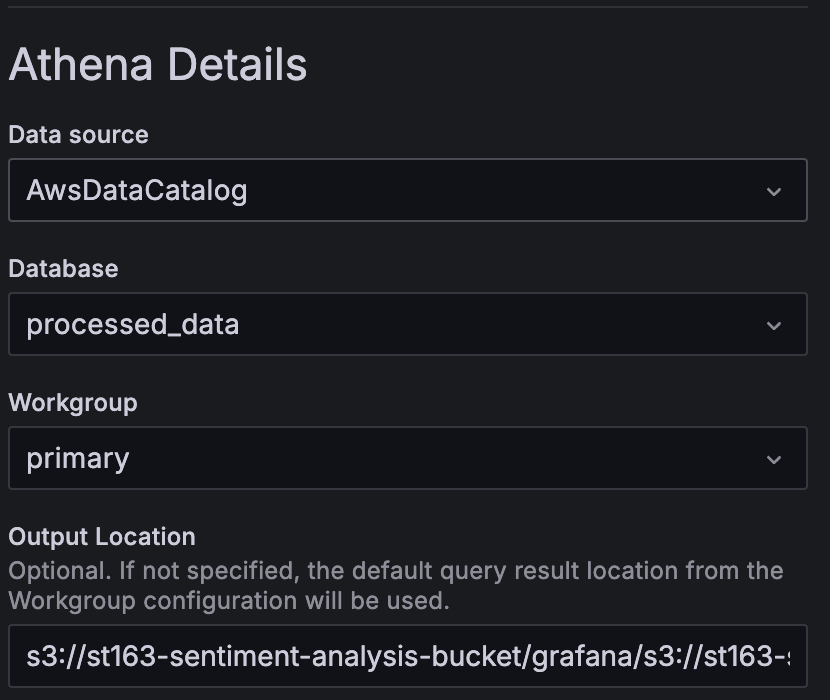 Athena Details
Data source
AwsDataCatalog
Database
processed_data
Workgroup
primary
Output Location
Optional. If not specified, the default query result location from the
Workgroup configuration will be used.
s3://st163-sentiment-analysis-bucket/grafana/s3://st163-